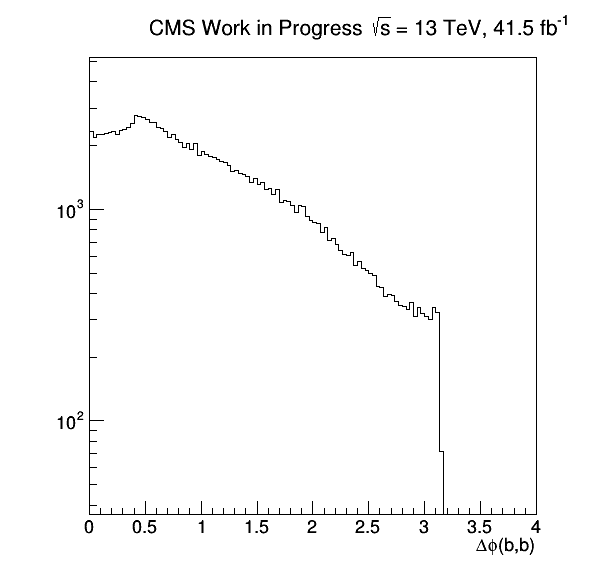 CMS Work in Progress √s = 13 TeV, 41.5 fb⁻¹
10³
10²
0 0.5 1 1.5 2 2.5 3 3.5 4
Δϕ(b,b)